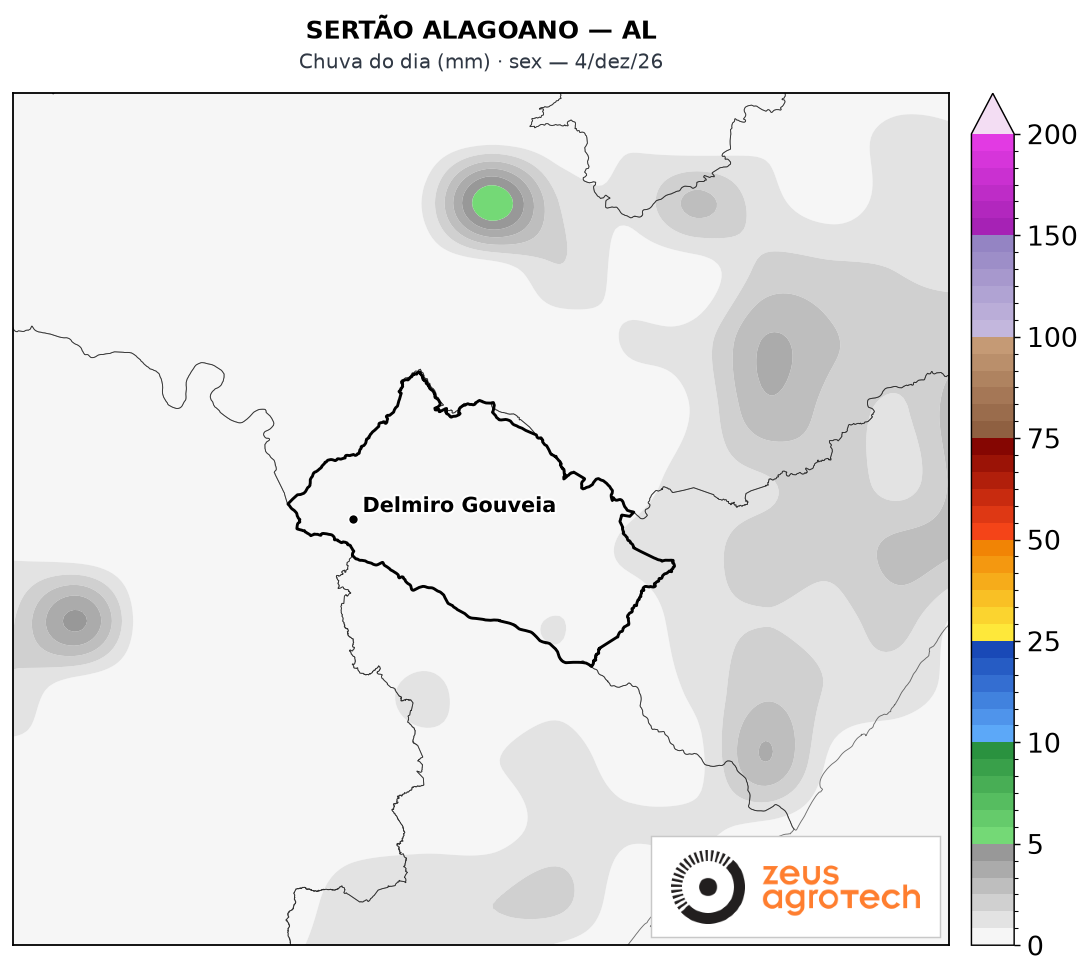 SERTÃO ALAGOANO — AL
Chuva do dia (mm) · sex — 4/dez/26
Delmiro Gouveia
200
150
100
75
50
25
10
5
0
zeus
agrotech